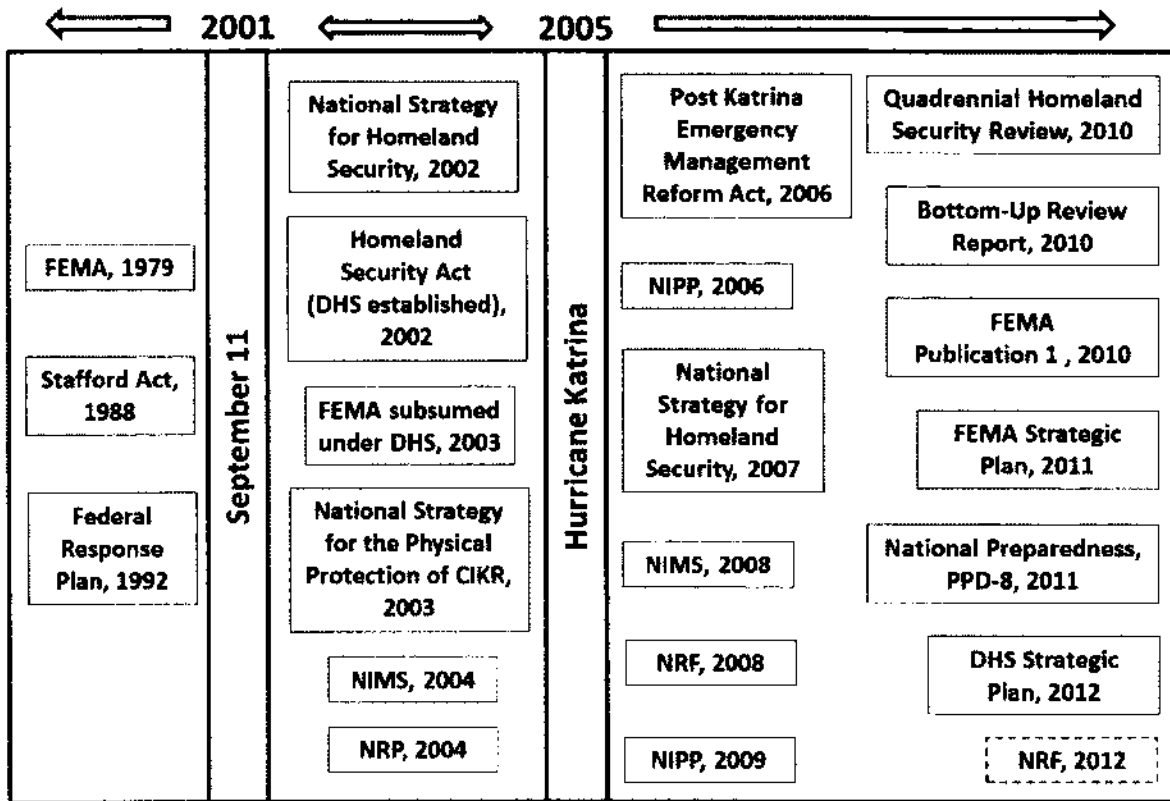 2001
2005
FEMA, 1979
Stafford Act,
1988
Federal
Response
Plan, 1992
September 11
National Strategy
for Homeland
Security, 2002
Homeland
Security Act
(DHS established),
2002
FEMA subsumed
under DHS, 2003
National Strategy
for the Physical
Protection of CIKR,
2003
NIMS, 2004
NRP, 2004
Hurricane Katrina
Post Katrina
Emergency
Management
Reform Act, 2006
NIPP, 2006
National
Strategy for
Homeland
Security, 2007
NIMS, 2008
NRF, 2008
NIPP, 2009
Quadrennial Homeland
Security Review, 2010
Bottom-Up Review
Report, 2010
FEMA
Publication 1 , 2010
FEMA Strategic
Plan, 2011
National Preparedness,
PPD-8, 2011
DHS Strategic
Plan, 2012
NRF, 2012